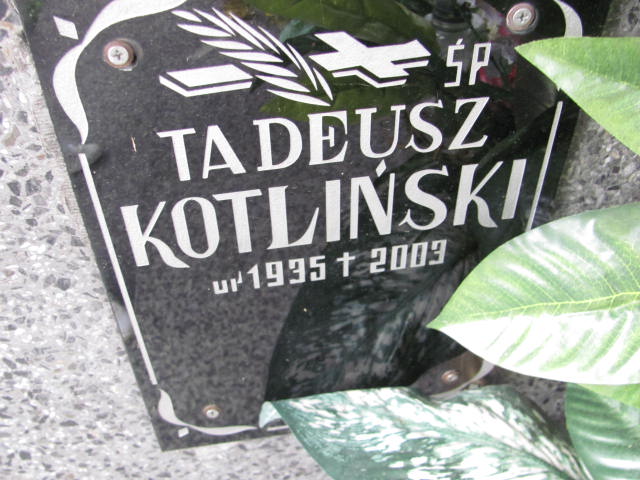 ŚP
TADEUSZ
KOTLIŃSKI
ur 1935 † 2003